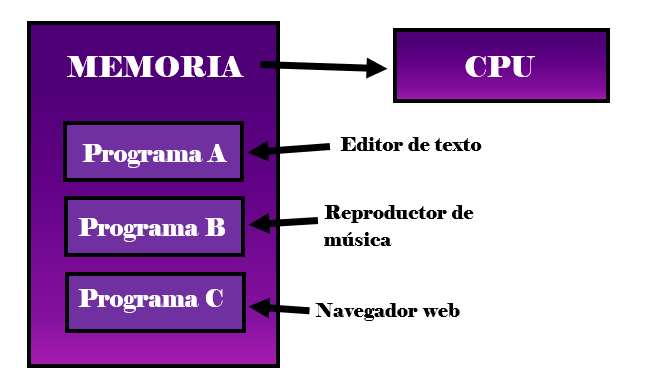 MEMORIA
CPU
Programa A
Editor de texto
Programa B
Reproductor de
música
Programa C
Navegador web